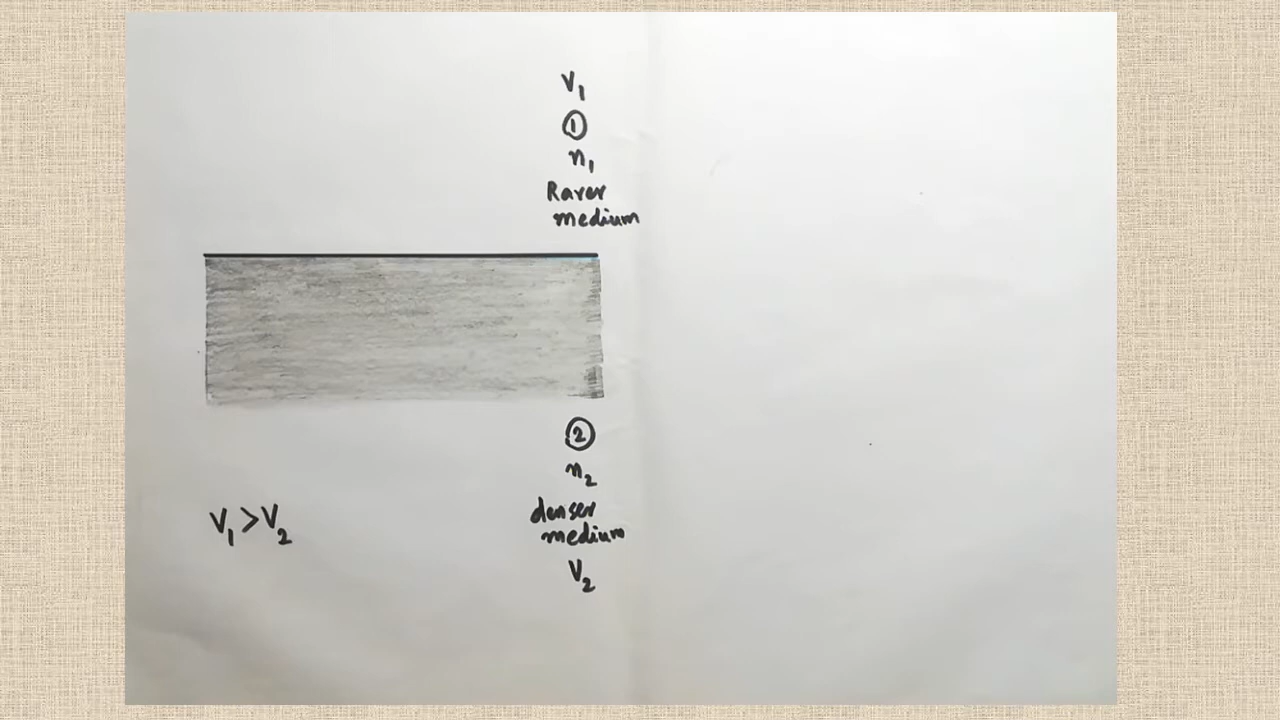 V₁
①
n₁
Rarer
medium
②
n₂
denser
medium
V₂
V₁ > V₂